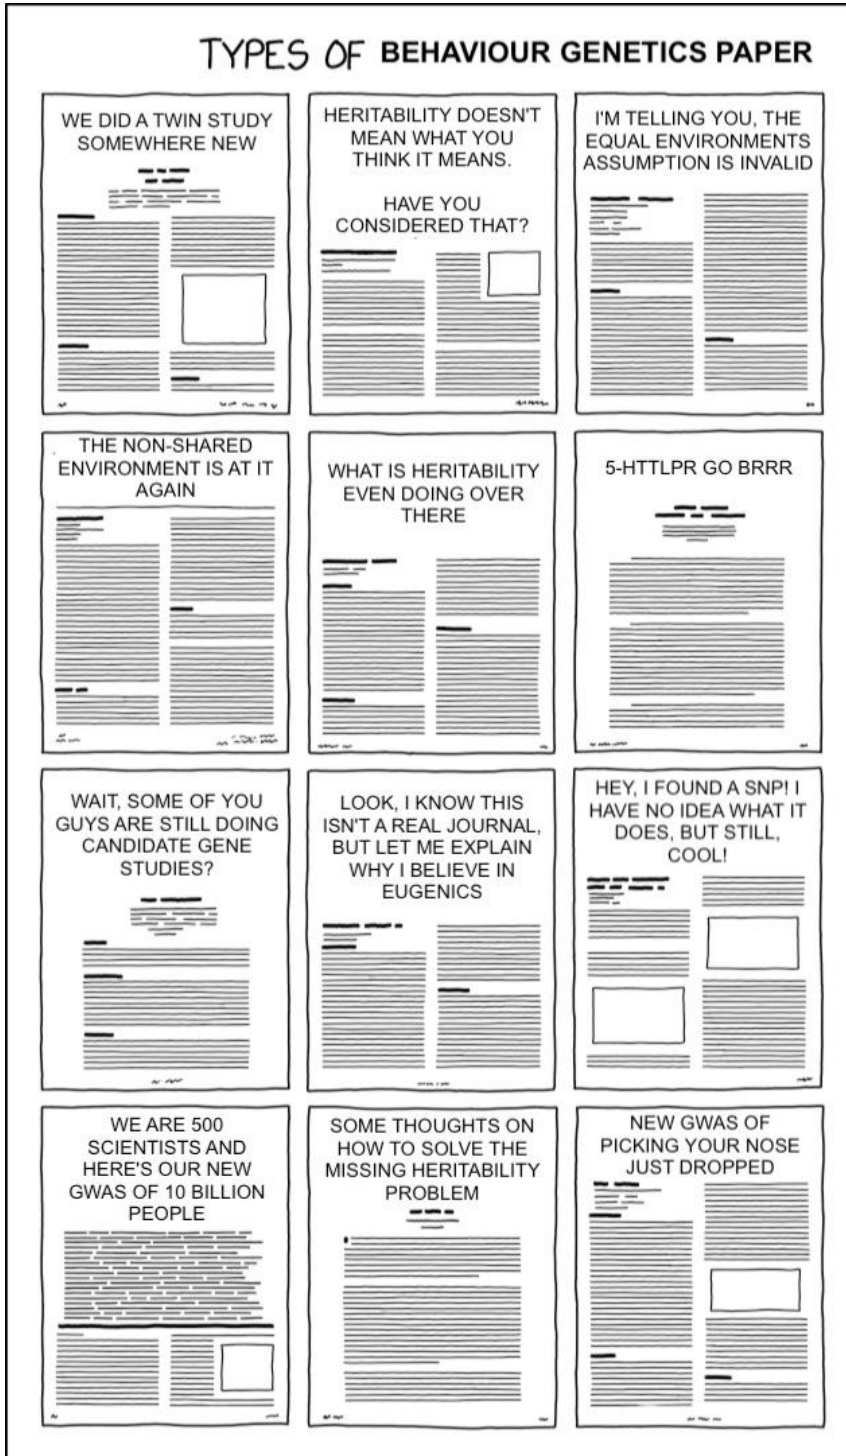 TYPES OF BEHAVIOUR GENETICS PAPER
WE DID A TWIN STUDY
SOMEWHERE NEW
HERITABILITY DOESN'T
MEAN WHAT YOU
THINK IT MEANS.
HAVE YOU
CONSIDERED THAT?
I'M TELLING YOU, THE
EQUAL ENVIRONMENTS
ASSUMPTION IS INVALID
THE NON-SHARED
ENVIRONMENT IS AT IT
AGAIN
WHAT IS HERITABILITY
EVEN DOING OVER
THERE
5-HTTLPR GO BRRR
WAIT, SOME OF YOU
GUYS ARE STILL DOING
CANDIDATE GENE
STUDIES?
LOOK, I KNOW THIS
ISN'T A REAL JOURNAL,
BUT LET ME EXPLAIN
WHY I BELIEVE IN
EUGENICS
HEY, I FOUND A SNP! I
HAVE NO IDEA WHAT IT
DOES, BUT STILL,
COOL!
WE ARE 500
SCIENTISTS AND
HERE'S OUR NEW
GWAS OF 10 BILLION
PEOPLE
SOME THOUGHTS ON
HOW TO SOLVE THE
MISSING HERITABILITY
PROBLEM
NEW GWAS OF
PICKING YOUR NOSE
JUST DROPPED